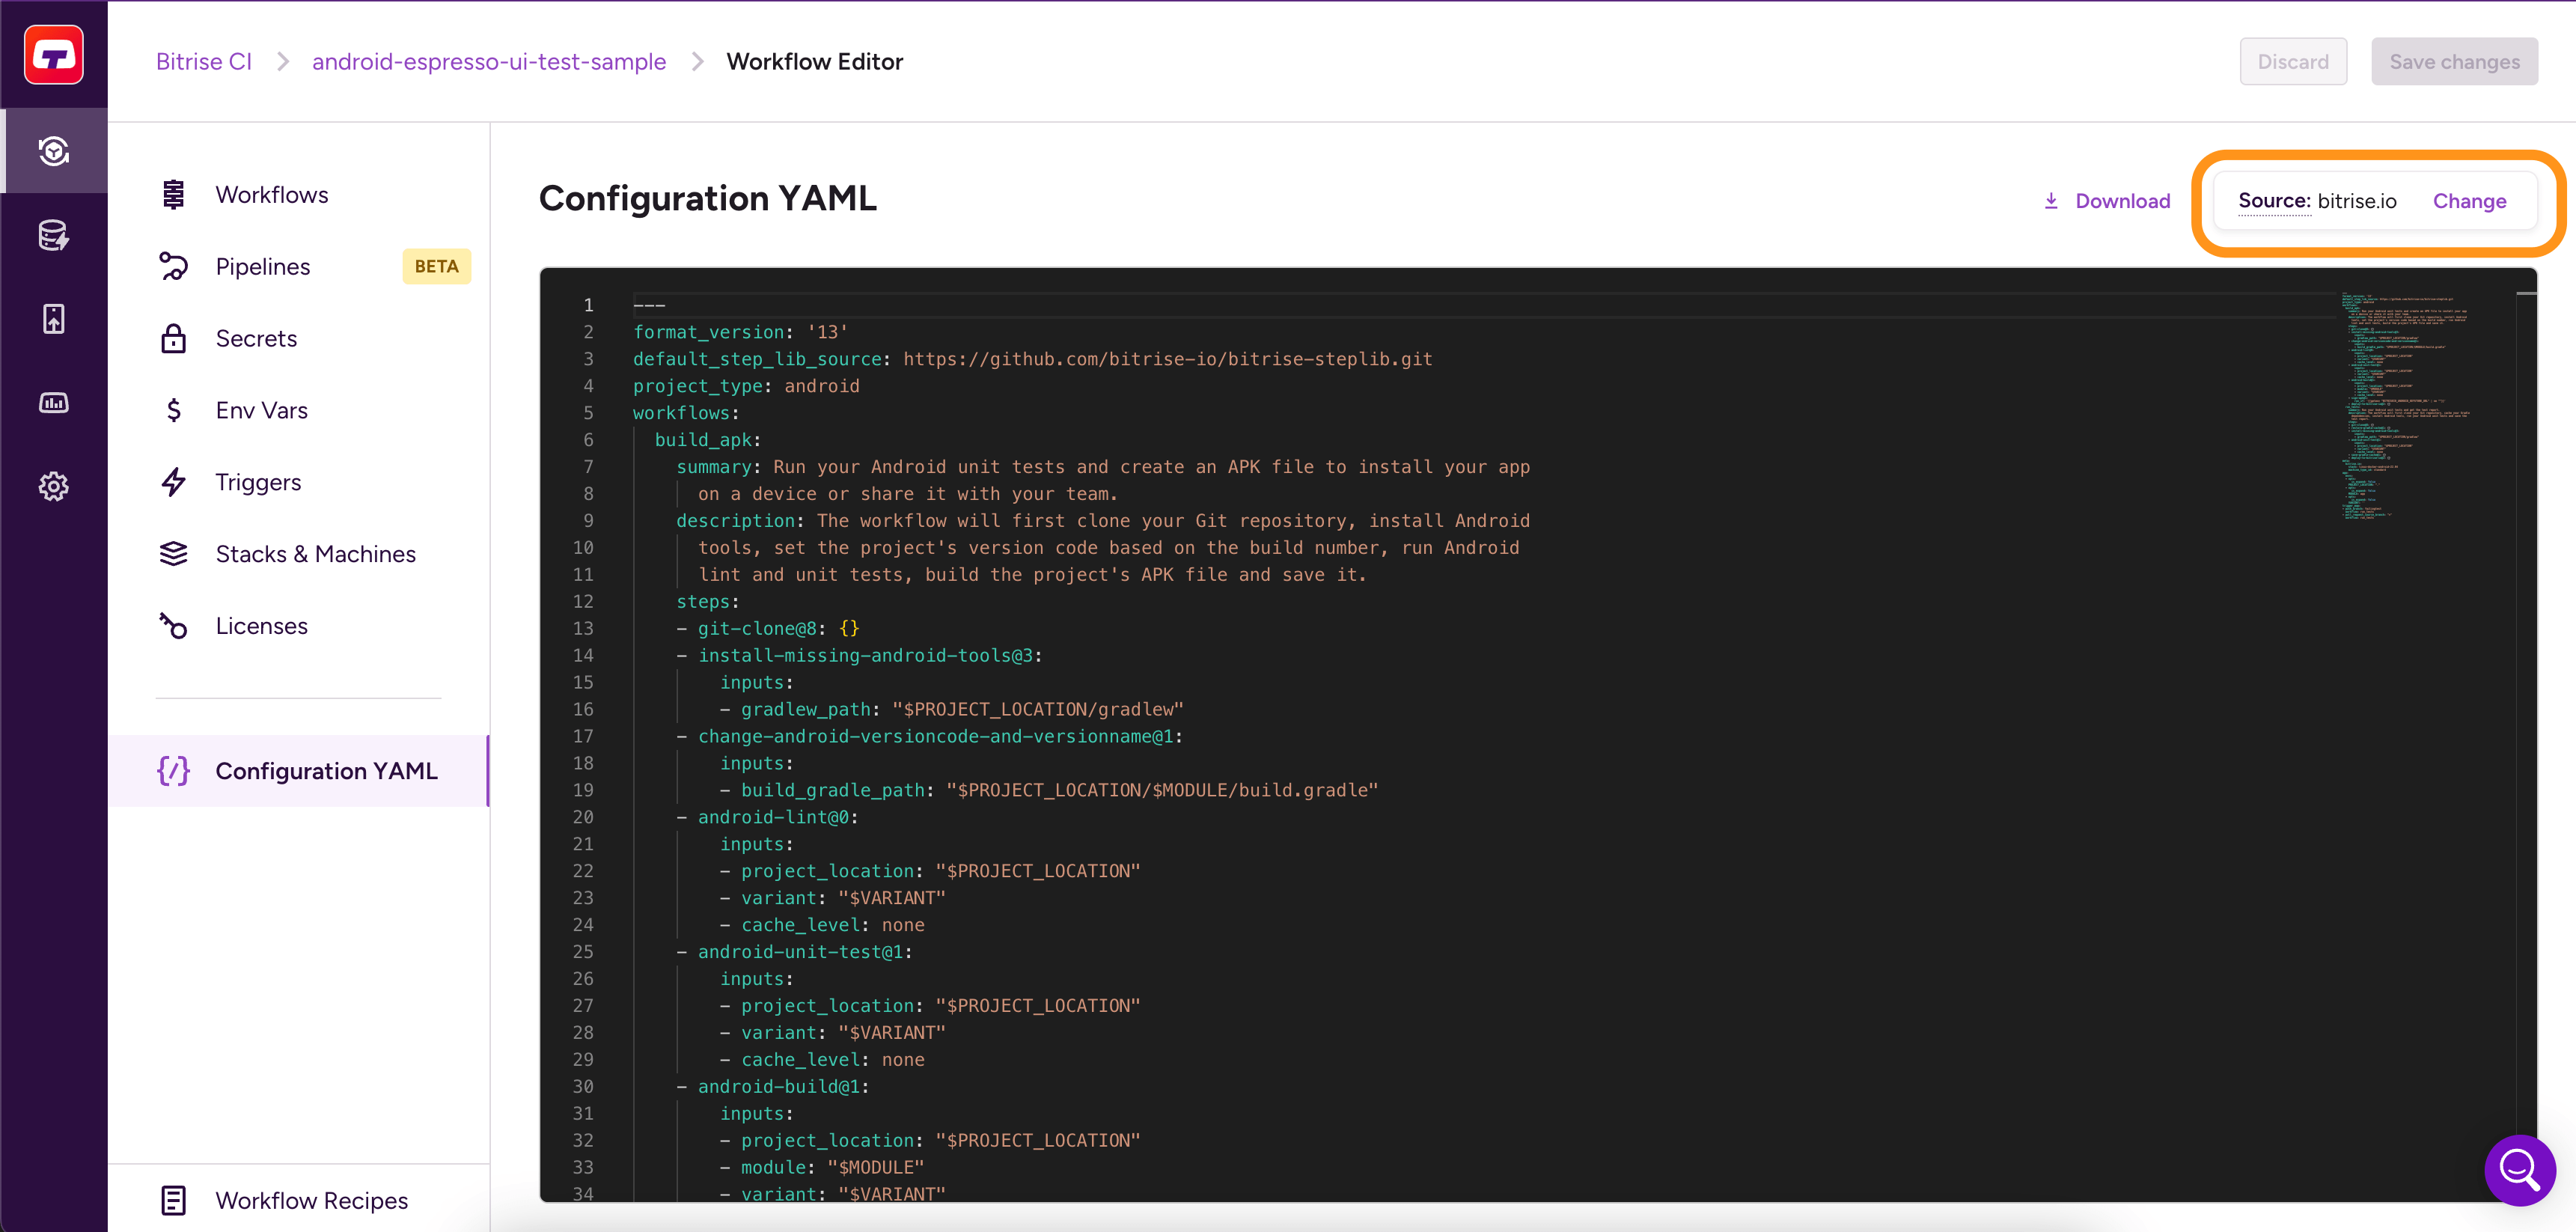 Bitrise CI > android-espresso-ui-test-sample > Workflow Editor
Discard
Save changes
Workflows
Pipelines BETA
Secrets
Env Vars
Triggers
Stacks & Machines
Licenses
Configuration YAML
Workflow Recipes
Configuration YAML
Download
Source: bitrise.io Change
1 ---
2 format_version: '13'
3 default_step_lib_source: https://github.com/bitrise-io/bitrise-steplib.git
4 project_type: android
5 workflows:
6 build_apk:
7 summary: Run your Android unit tests and create an APK file to install your app
8 on a device or share it with your team.
9 description: The workflow will first clone your Git repository, install Android
10 tools, set the project's version code based on the build number, run Android
11 lint and unit tests, build the project's APK file and save it.
12 steps:
13 - git-clone@8: {}
14 - install-missing-android-tools@3:
15 inputs:
16 - gradlew_path: "$PROJECT_LOCATION/gradlew"
17 - change-android-versioncode-and-versionname@1:
18 inputs:
19 - build_gradle_path: "$PROJECT_LOCATION/$MODULE/build.gradle"
20 - android-lint@0:
21 inputs:
22 - project_location: "$PROJECT_LOCATION"
23 - variant: "$VARIANT"
24 - cache_level: none
25 - android-unit-test@1:
26 inputs:
27 - project_location: "$PROJECT_LOCATION"
28 - variant: "$VARIANT"
29 - cache_level: none
30 - android-build@1:
31 inputs:
32 - project_location: "$PROJECT_LOCATION"
33 - module: "$MODULE"
34 - variant: "$VARIANT"